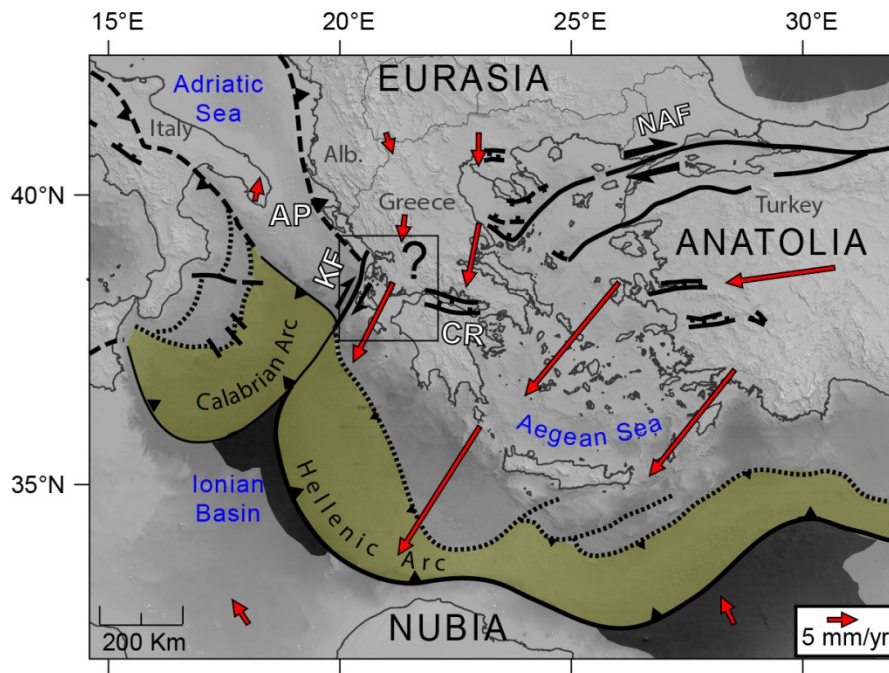 15°E 20°E 25°E 30°E
EURASIA
Adriatic
Sea
NAF
Italy
Alb.
40°N
Greece
Turkey
AP
ANATOLIA
?
KF
CR
Calabrian Arc
Aegean Sea
35°N
Ionian
Basin
Hellenic Arc
200 Km
NUBIA
5 mm/yr